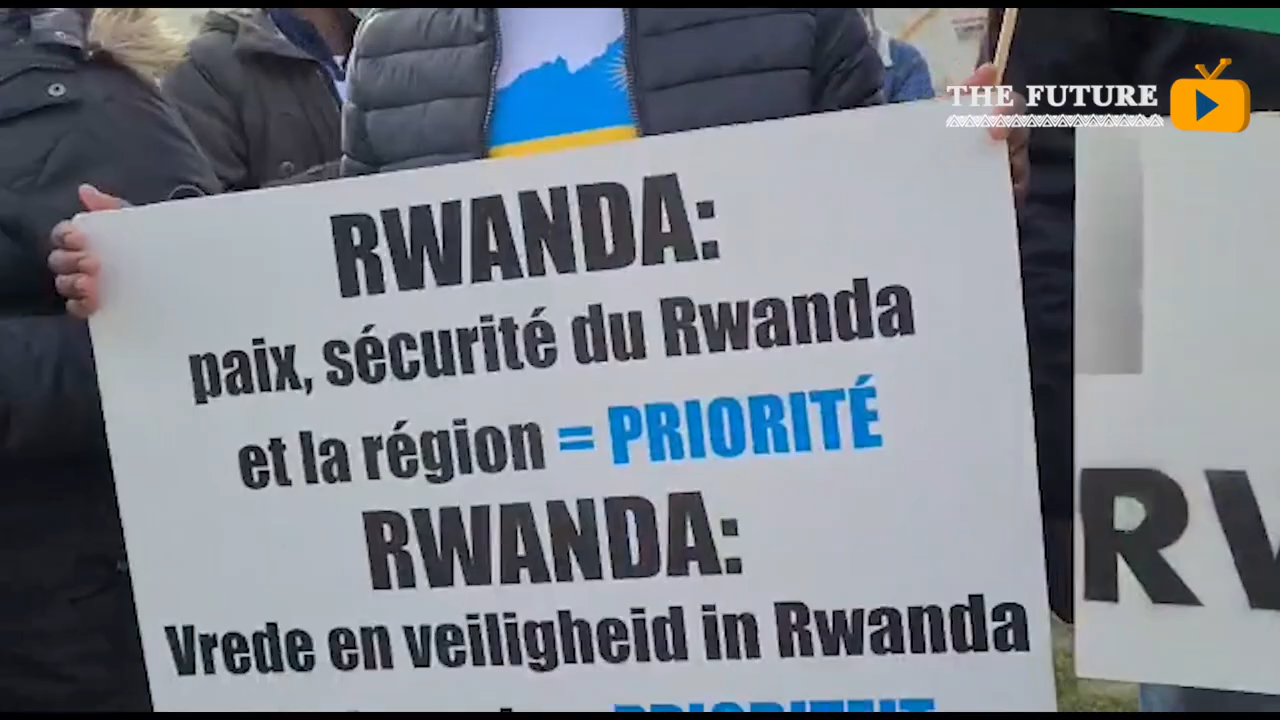 THE FUTURE
RWANDA:
paix, sécurité du Rwanda
et la région = PRIORITÉ
RWANDA:
Vrede en veiligheid in Rwanda